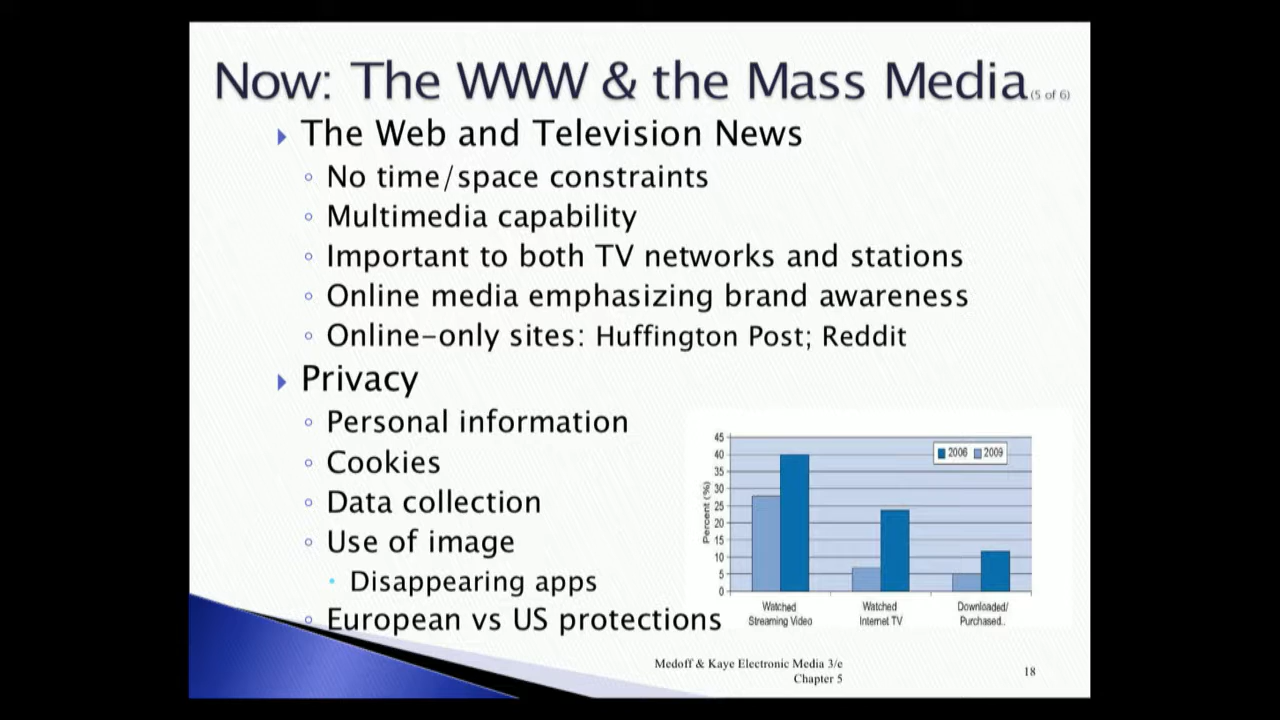 Now: The WWW & the Mass Media (5 of 6)
The Web and Television News
No time/space constraints
Multimedia capability
Important to both TV networks and stations
Online media emphasizing brand awareness
Online-only sites: Huffington Post; Reddit
Privacy
Personal information
Cookies
Data collection
Use of image
Disappearing apps
European vs US protections
45
40
35
30
25
20
15
10
5
0
Percent (%)
2006 2009
Watched
Streaming Video
Watched
Internet TV
Downloaded/
Purchased..
Medoff & Kaye Electronic Media 3/e
Chapter 5
18